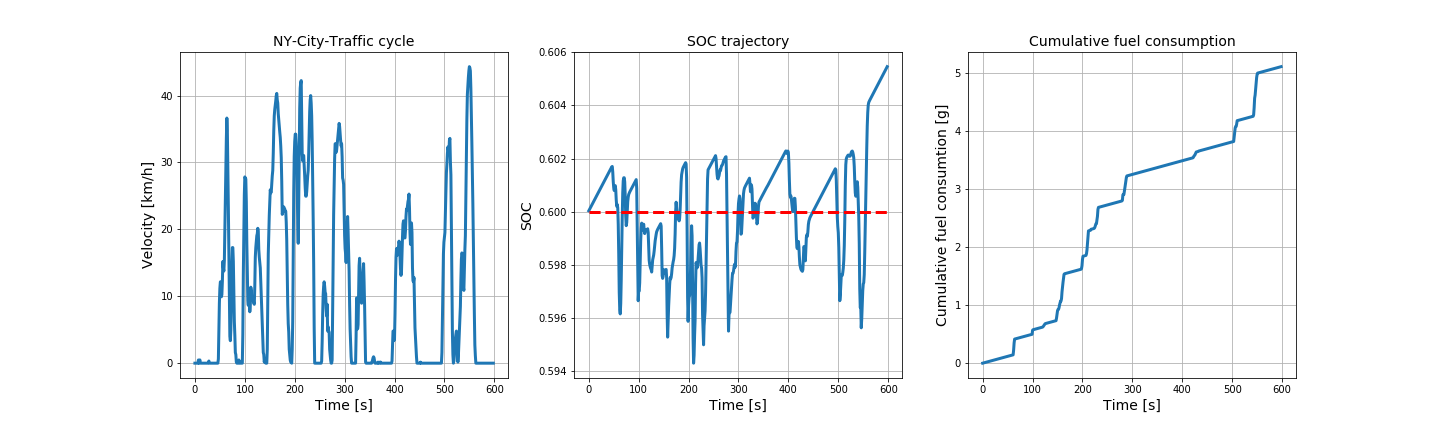 NY-City-Traffic cycle
Velocity [km/h]
40
30
20
10
0
0 100 200 300 400 500 600
Time [s]
SOC trajectory
SOC
0.606
0.604
0.602
0.600
0.598
0.596
0.594
0 100 200 300 400 500 600
Time [s]
Cumulative fuel consumption
Cumulative fuel consumtion [g]
5
4
3
2
1
0
0 100 200 300 400 500 600
Time [s]